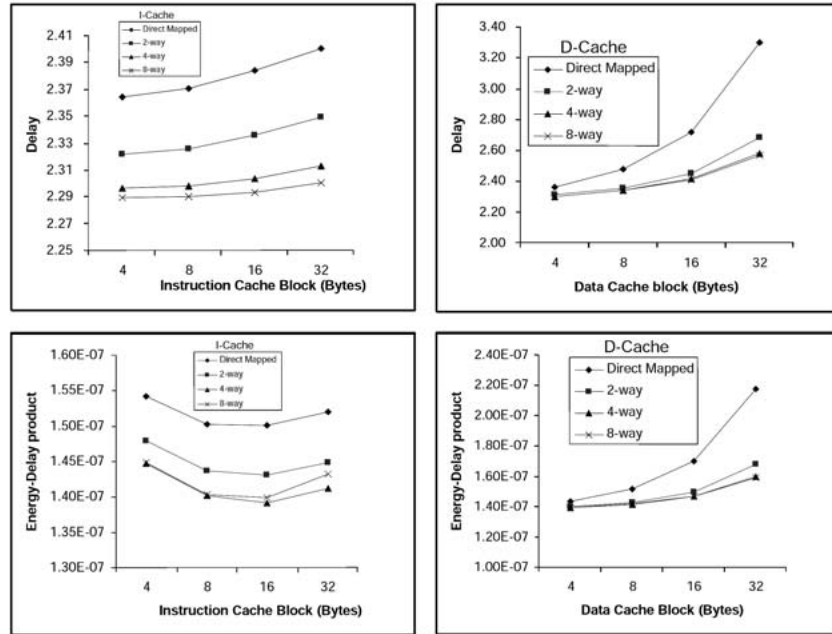 I-Cache
Direct Mapped
2-way
4-way
8-way
2.41
2.39
2.37
2.35
2.33
2.31
2.29
2.27
2.25
Delay
4 8 16 32
Instruction Cache Block (Bytes)
D-Cache
Direct Mapped
2-way
4-way
8-way
3.40
3.20
3.00
2.80
2.60
2.40
2.20
2.00
Delay
4 8 16 32
Data Cache block (Bytes)
I-Cache
Direct Mapped
2-way
4-way
8-way
1.60E-07
1.55E-07
1.50E-07
1.45E-07
1.40E-07
1.35E-07
1.30E-07
Energy-Delay product
4 8 16 32
Instruction Cache Block (Bytes)
D-Cache
Direct Mapped
2-way
4-way
8-way
2.40E-07
2.20E-07
2.00E-07
1.80E-07
1.60E-07
1.40E-07
1.20E-07
1.00E-07
Energy-Delay product
4 8 16 32
Data Cache Block (Bytes)